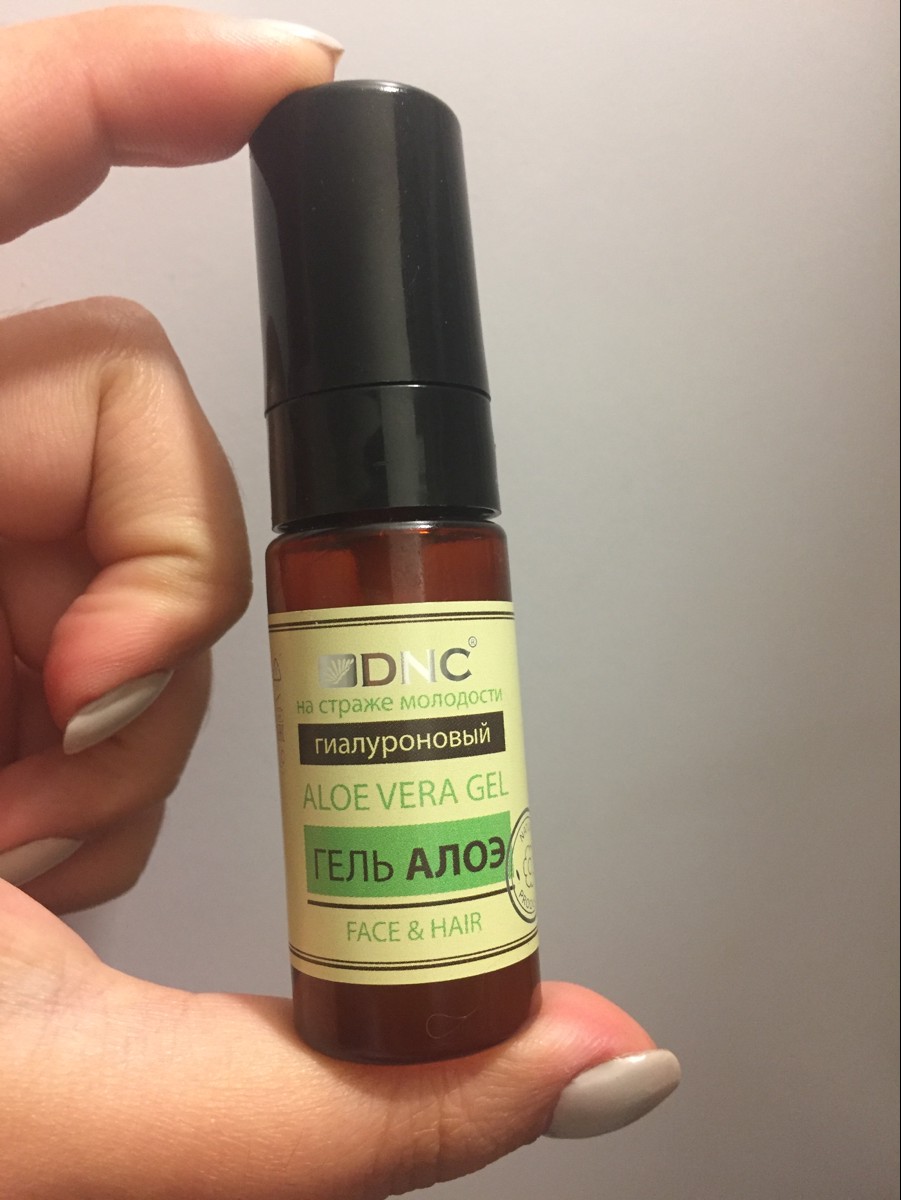 DNC®
на страже молодости
гиалуроновый
ALOE VERA GEL
ГЕЛЬ АЛОЭ
FACE & HAIR